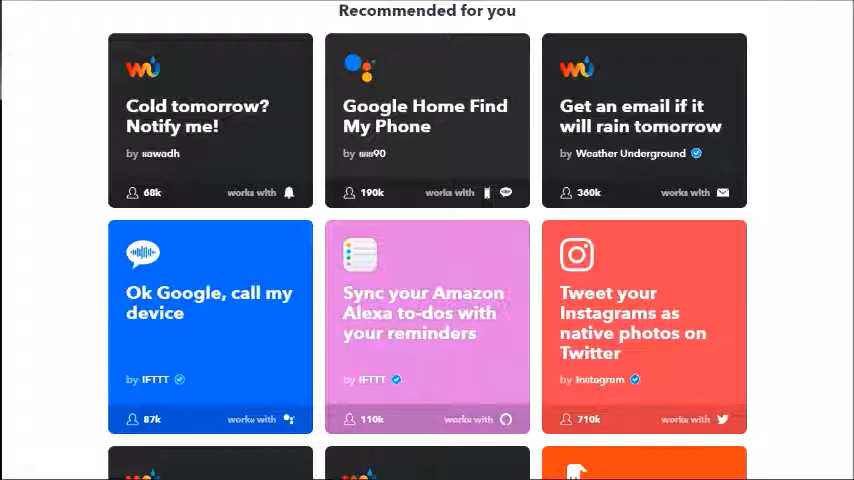 Recommended for you
Cold tomorrow?
Notify me!
by sawadh
68k works with
Google Home Find
My Phone
by sss90
190k works with
Get an email if it
will rain tomorrow
by Weather Underground
360k works with
Ok Google, call my
device
by IFTTT
87k works with
Sync your Amazon
Alexa to-dos with
your reminders
by IFTTT
110k works with
Tweet your
Instagrams as
native photos on
Twitter
by Instagram
710k works with